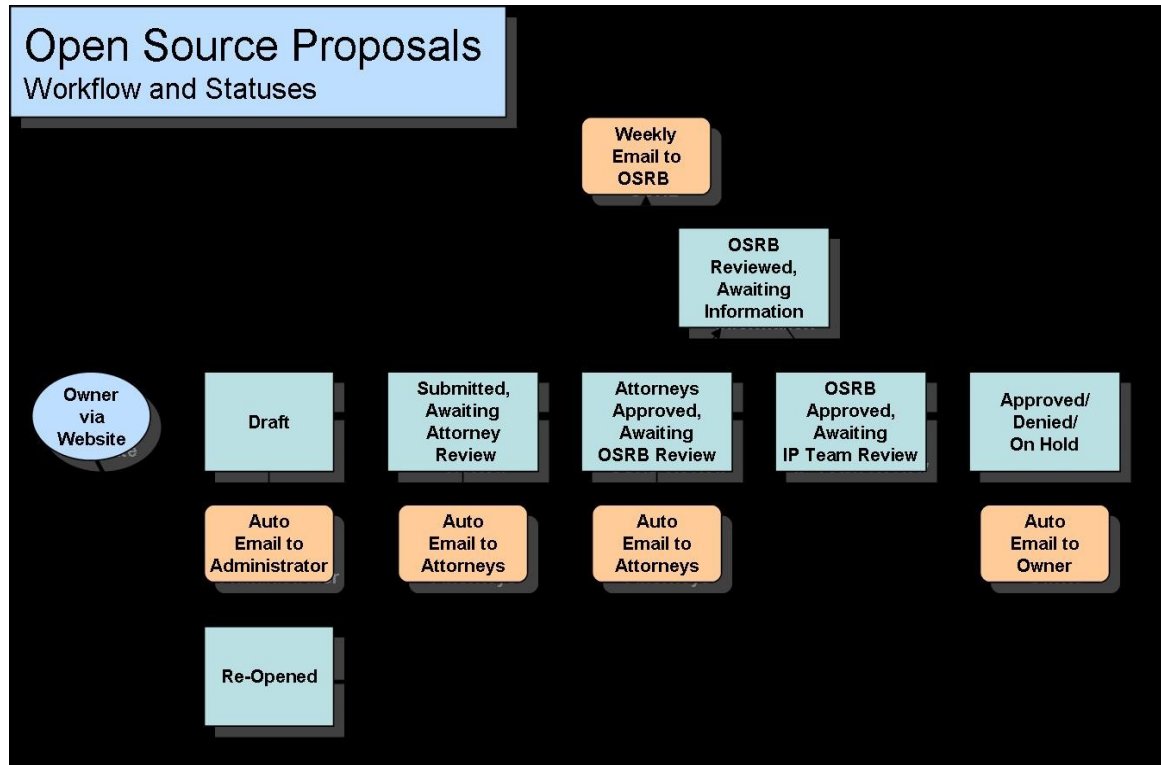 Open Source Proposals
Workflow and Statuses
Weekly
Email to
OSRB
OSRB
Reviewed,
Awaiting
Information
Owner
via
Website
Draft
Submitted,
Awaiting
Attorney
Review
Attorneys
Approved,
Awaiting
OSRB Review
OSRB
Approved,
Awaiting
IP Team Review
Approved/
Denied/
On Hold
Auto
Email to
Administrator
Auto
Email to
Attorneys
Auto
Email to
Attorneys
Auto
Email to
Owner
Re-Opened